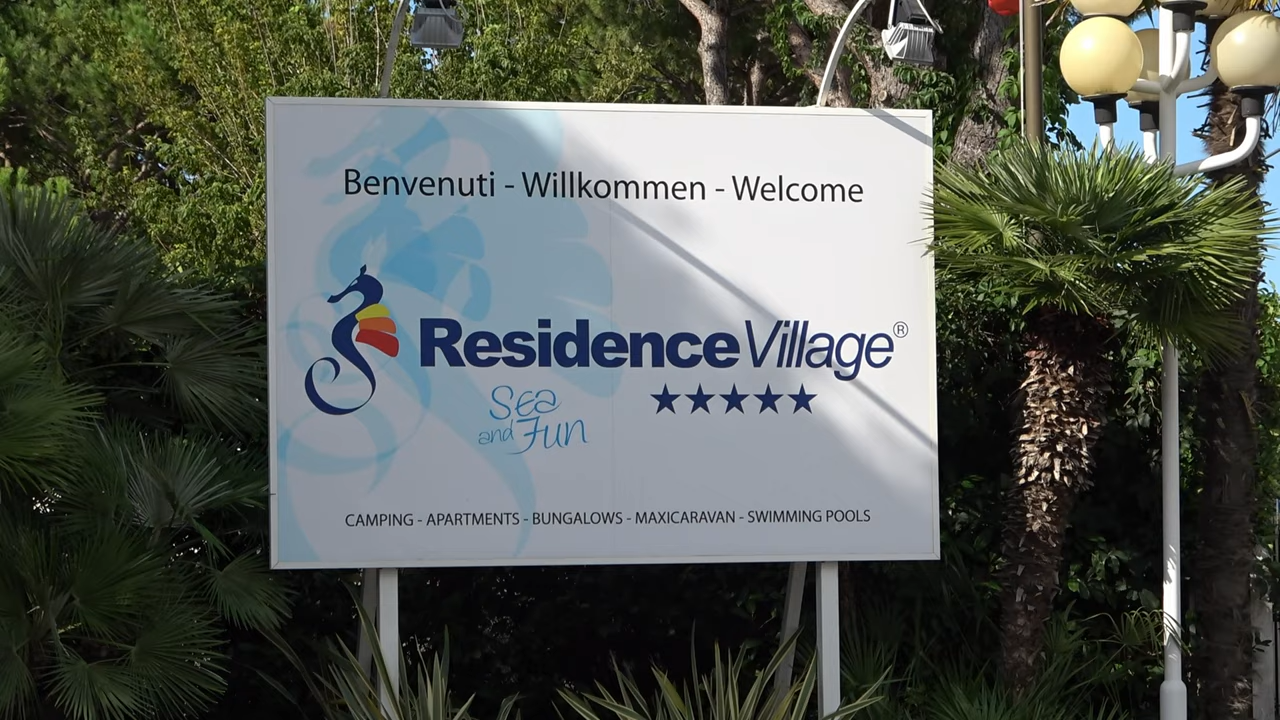 Benvenuti - Willkommen - Welcome
ResidenceVillage®
★★★★★
Sea
and Fun
CAMPING - APARTMENTS - BUNGALOWS - MAXICARAVAN - SWIMMING POOLS